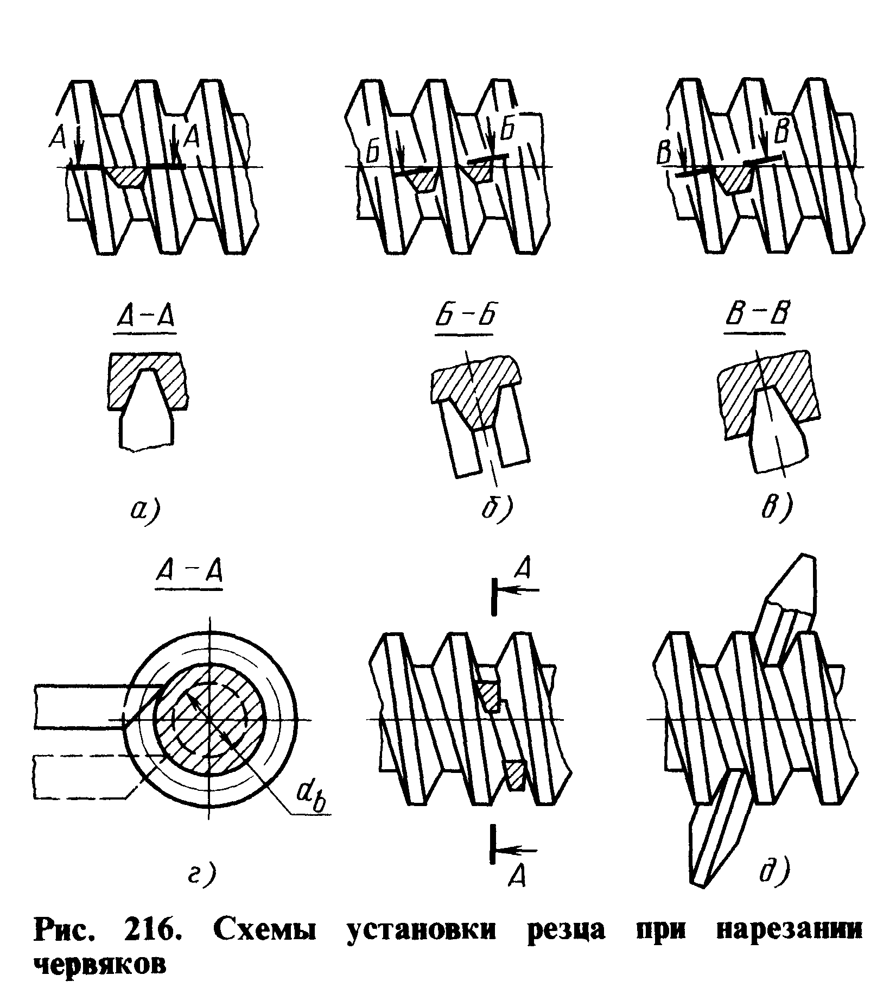 А А Б Б В В
А–А Б–Б В–В
а) б) в)
А–А А
d_b
г) А д)
Рис. 216. Схемы установки резца при нарезании
червяков